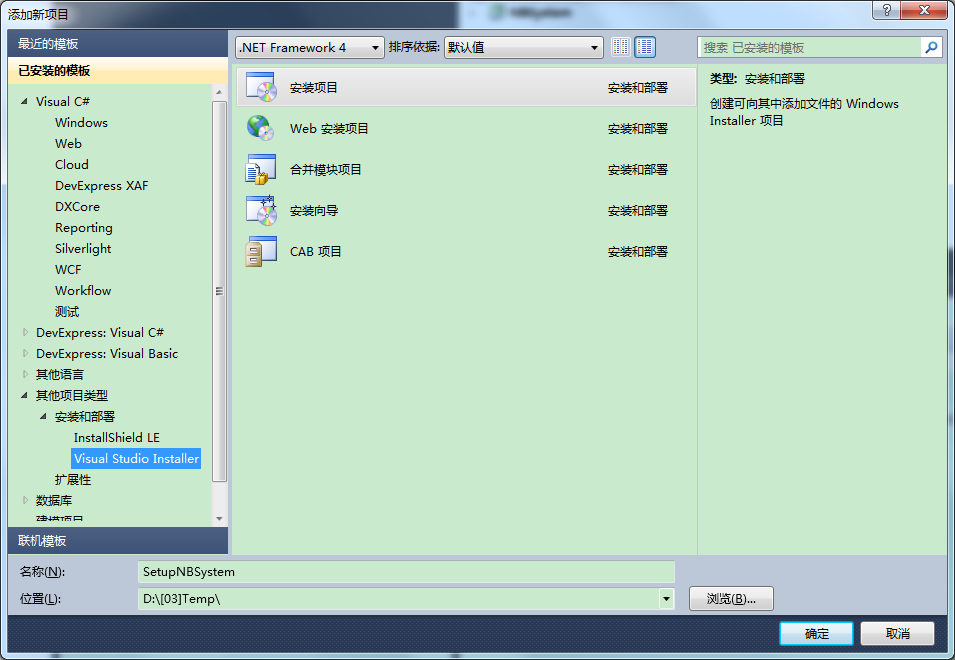 添加新项目
NBSystem
最近的模板
已安装的模板
Visual C#
Windows
Web
Cloud
DevExpress XAF
DXCore
Reporting
Silverlight
WCF
Workflow
测试
DevExpress: Visual C#
DevExpress: Visual Basic
其他语言
其他项目类型
安装和部署
InstallShield LE
Visual Studio Installer
扩展性
数据库
建模项目
联机模板
.NET Framework 4 排序依据: 默认值
安装项目 安装和部署
Web 安装项目 安装和部署
合并模块项目 安装和部署
安装向导 安装和部署
CAB 项目 安装和部署
搜索 已安装的模板
类型: 安装和部署
创建可向其中添加文件的 Windows
Installer 项目
名称(N): SetupNBSystem
位置(L): D:\[03]Temp\ 浏览(B)...
确定 取消